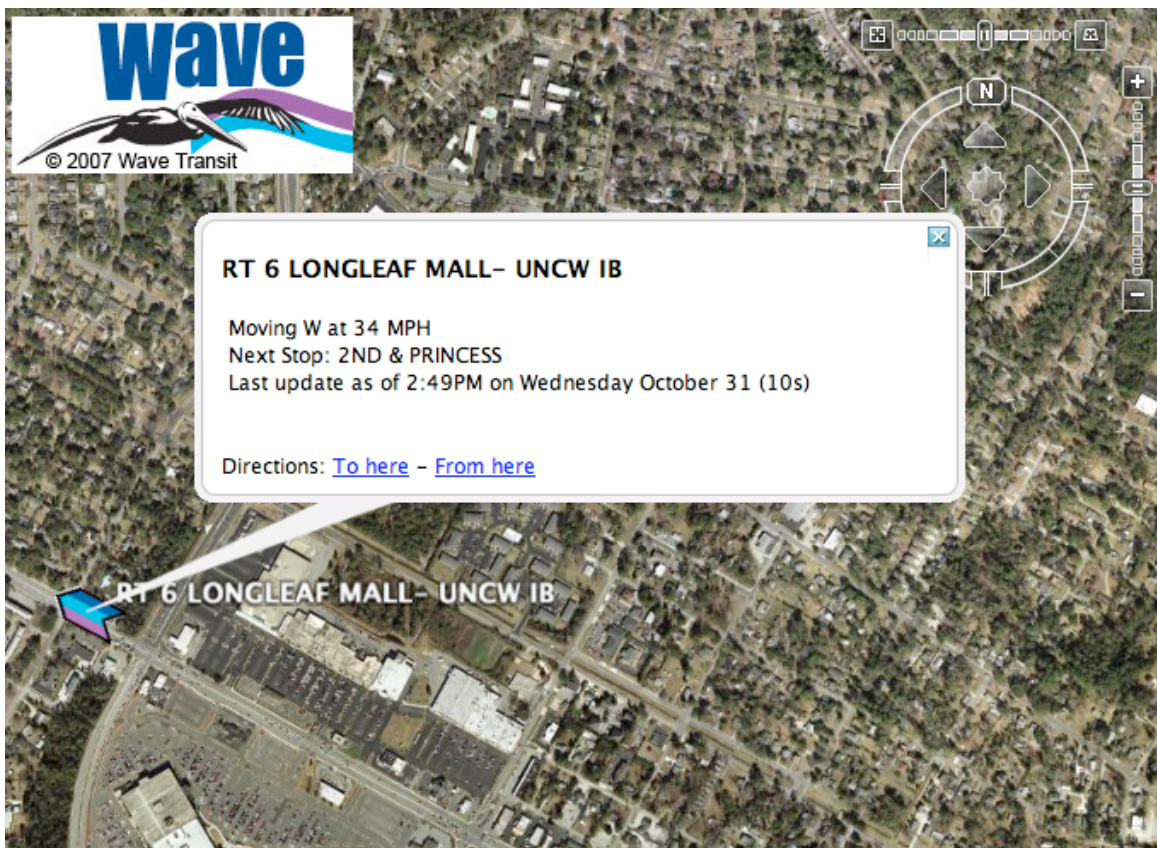 wave
© 2007 Wave Transit
N
RT 6 LONGLEAF MALL– UNCW IB
Moving W at 34 MPH
Next Stop: 2ND & PRINCESS
Last update as of 2:49PM on Wednesday October 31 (10s)
Directions: To here – From here
RT 6 LONGLEAF MALL– UNCW IB